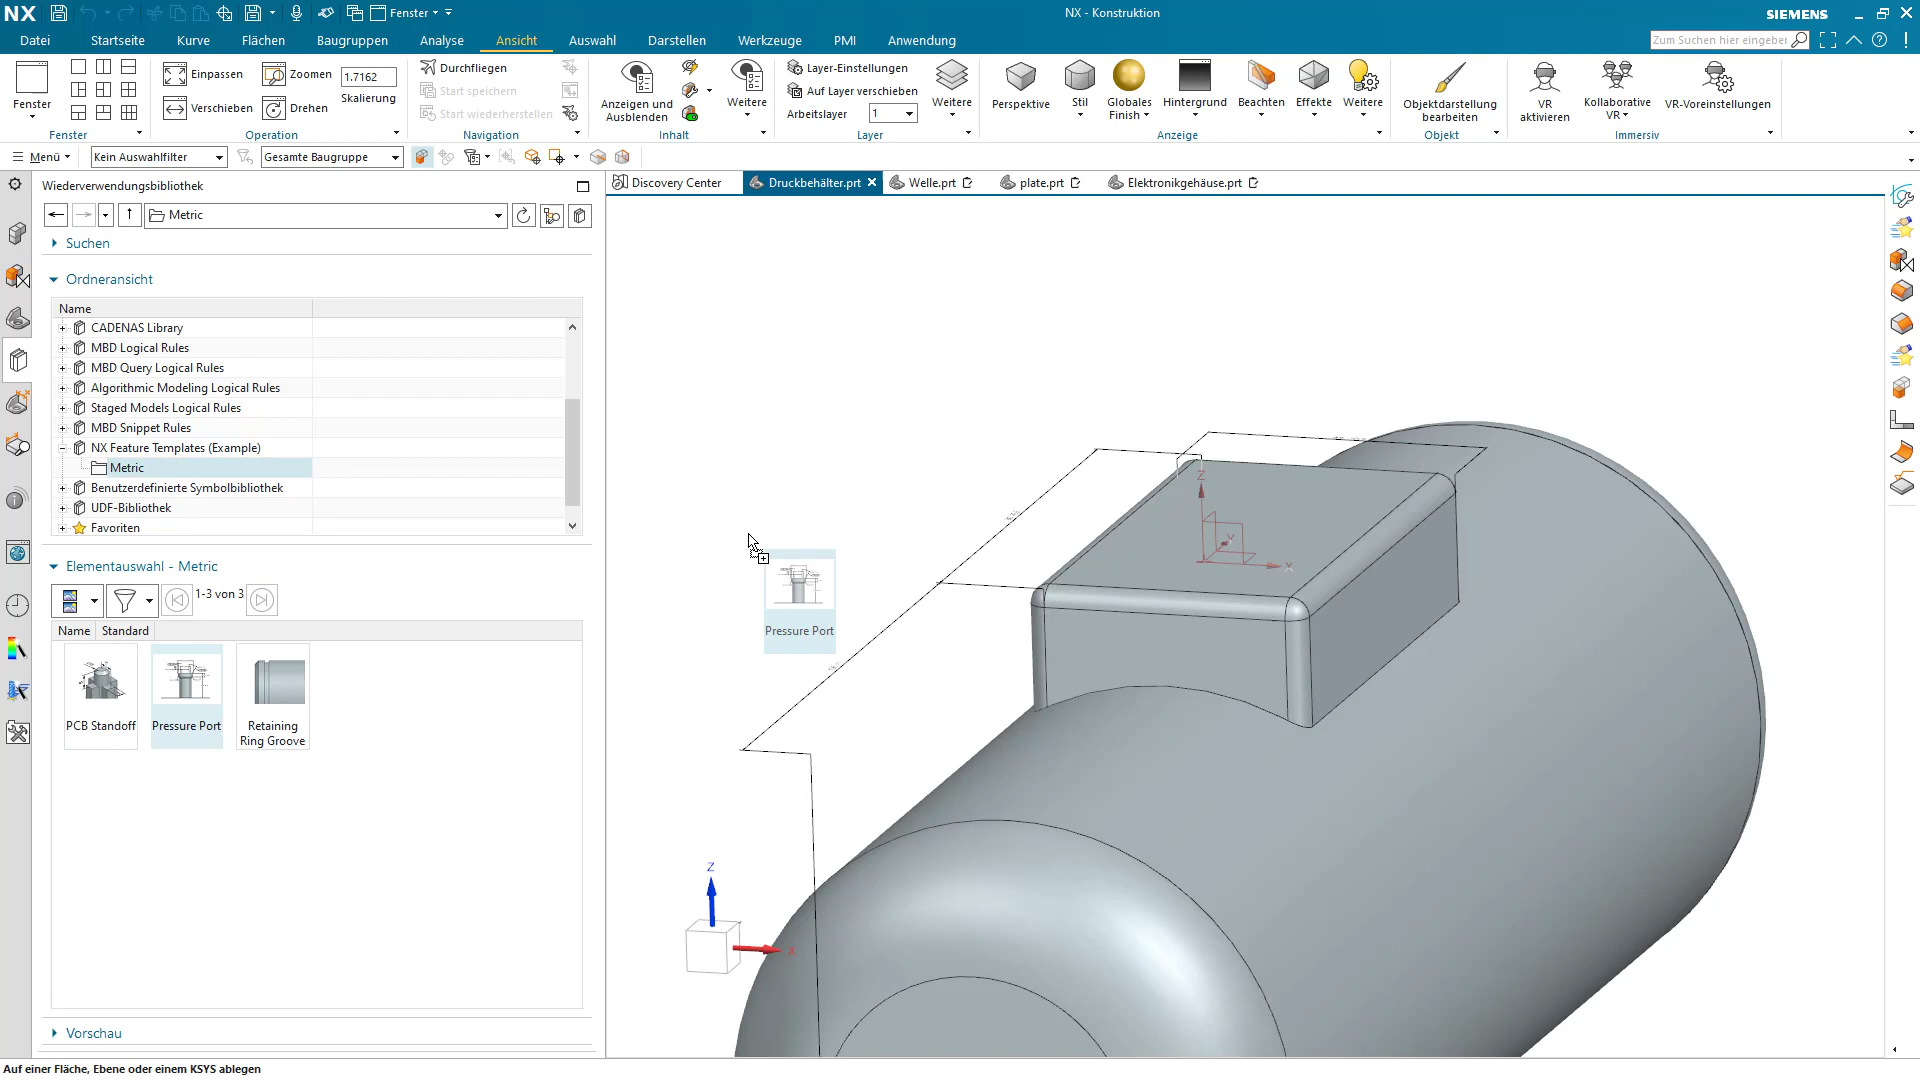 NX
Fenster
NX - Konstruktion
SIEMENS
Datei Startseite Kurve Flächen Baugruppen Analyse Ansicht Auswahl Darstellen Werkzeuge PMI Anwendung
Zum Suchen hier eingeben
Fenster
Einpassen
Verschieben
Zoomen
Drehen
1.7162
Skalierung
Durchfliegen
Start speichern
Start wiederherstellen
Anzeigen und
Ausblenden
Weitere
Layer-Einstellungen
Auf Layer verschieben
Arbeitslayer 1
Weitere
Perspektive
Stil
Globales
Finish
Hintergrund
Beachten
Effekte
Weitere
Objektdarstellung
bearbeiten
VR
aktivieren
Kollaborative
VR
VR-Voreinstellungen
Fenster Operation Navigation Inhalt Layer Anzeige Objekt Immersiv
Menü
Kein Auswahlfilter
Gesamte Baugruppe
Wiederverwendungsbibliothek
Discovery Center
Druckbehälter.prt
Welle.prt
plate.prt
Elektronikgehäuse.prt
Metric
Suchen
Ordneransicht
Name
CADENAS Library
MBD Logical Rules
MBD Query Logical Rules
Algorithmic Modeling Logical Rules
Staged Models Logical Rules
MBD Snippet Rules
NX Feature Templates (Example)
Metric
Benutzerdefinierte Symbolbibliothek
UDF-Bibliothek
Favoriten
Elementauswahl - Metric
1-3 von 3
Name Standard
PCB Standoff
Pressure Port
Retaining
Ring Groove
Vorschau
Pressure Port
Z
Y
X
Z
X
Auf einer Fläche, Ebene oder einem KSYS ablegen